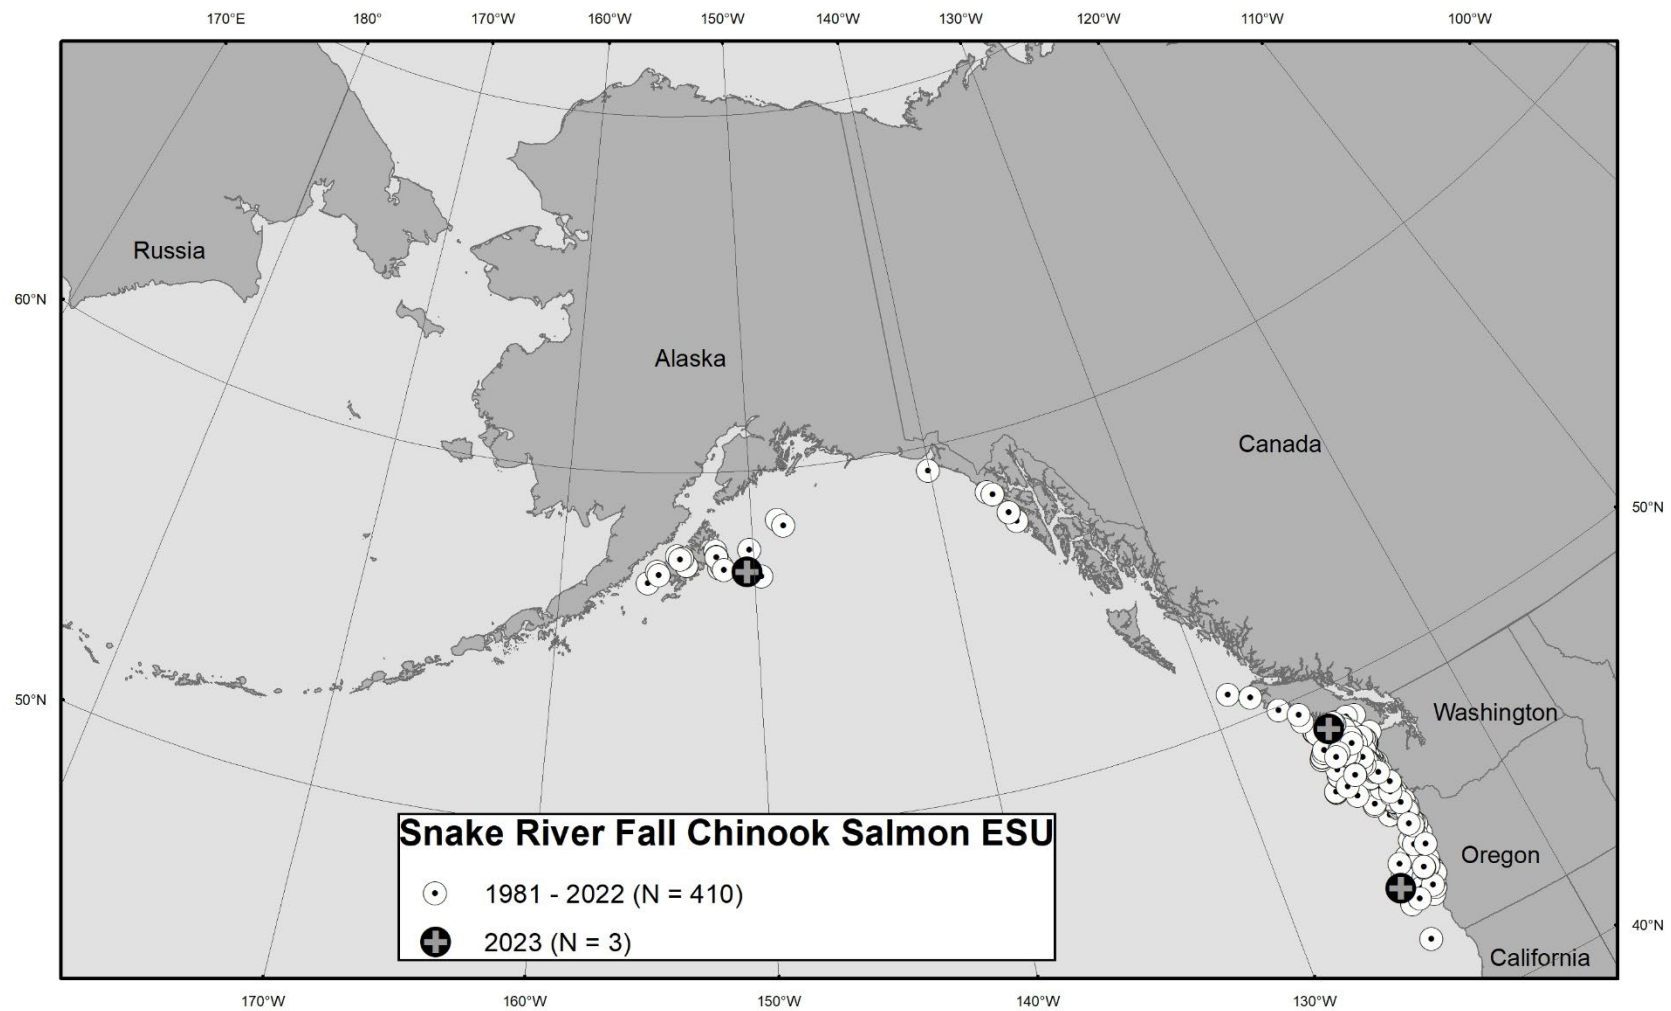 170°E 180° 170°W 160°W 150°W 140°W 130°W 120°W 110°W 100°W
Russia
60°N
Alaska
Canada
50°N
50°N
Washington
Snake River Fall Chinook Salmon ESU
Oregon
1981 - 2022 (N = 410)
40°N
2023 (N = 3)
California
170°W 160°W 150°W 140°W 130°W